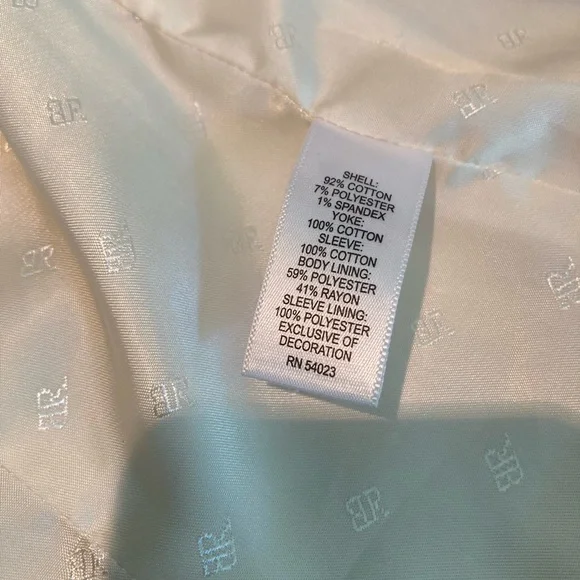 SHELL:
92% COTTON
7% POLYESTER
1% SPANDEX
YOKE:
100% COTTON
SLEEVE:
100% COTTON
BODY LINING:
59% POLYESTER
41% RAYON
SLEEVE LINING:
100% POLYESTER
EXCLUSIVE OF
DECORATION
RN 54023